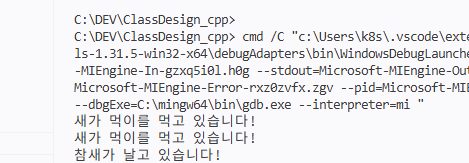 C:\DEV\ClassDesign_cpp>
C:\DEV\ClassDesign_cpp> cmd /C "c:\Users\k8s\.vscode\exte
ls-1.31.5-win32-x64\debugAdapters\bin\WindowsDebugLaunche
-MIEngine-In-gzxq5i0l.h0g --stdout=Microsoft-MIEngine-Out
Microsoft-MIEngine-Error-rxz0zvfx.zgv --pid=Microsoft-MIE
--dbgExe=C:\mingw64\bin\gdb.exe --interpreter=mi "
새가 먹이를 먹고 있습니다!
새가 먹이를 먹고 있습니다!
참새가 날고 있습니다!